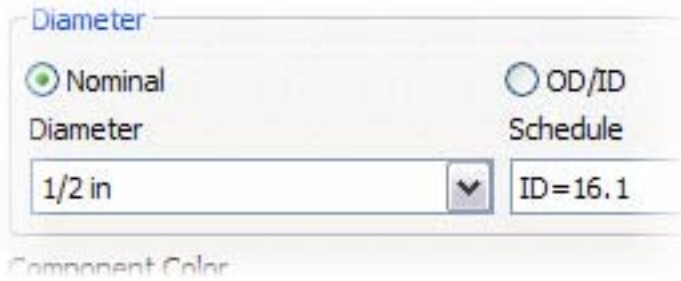 Diameter
Nominal OD/ID
Diameter Schedule
1/2 in ID=16.1
Component Color